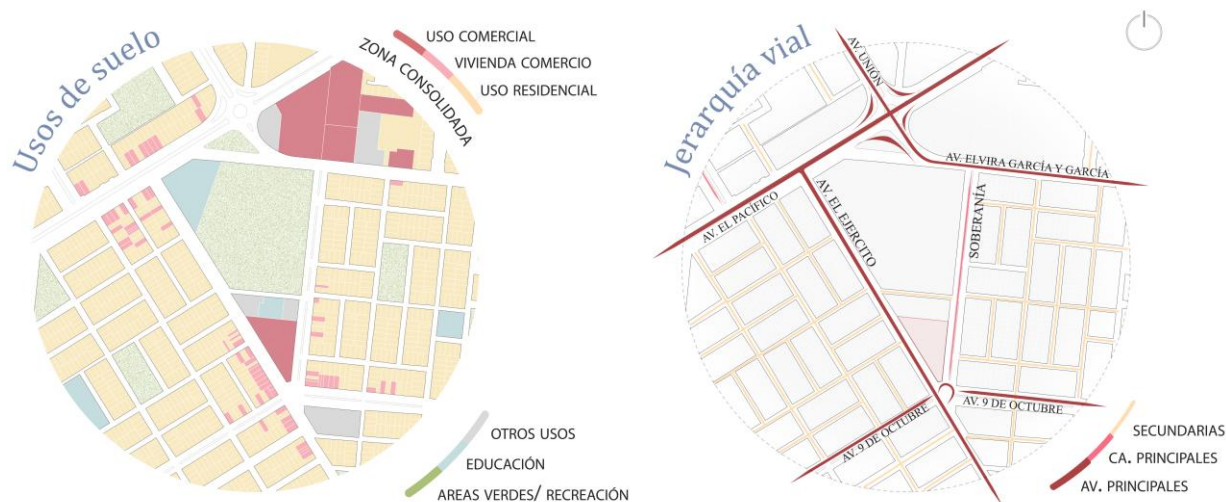 Usos de suelo
USO COMERCIAL
VIVIENDA COMERCIO
USO RESIDENCIAL
ZONA CONSOLIDADA
OTROS USOS
EDUCACIÓN
AREAS VERDES/ RECREACIÓN
Jerarquía vial
AV. UNIÓN
AV. ELVIRA GARCÍA Y GARCÍA
AV. EL PACÍFICO
AV. EL EJERCITO
SOBERANÍA
AV. 9 DE OCTUBRE
AV. 9 DE OCTUBRE
SECUNDARIAS
CA. PRINCIPALES
AV. PRINCIPALES